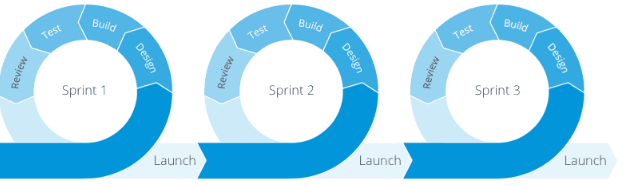 Review
Test
Build
Design
Sprint 1
Launch
Review
Test
Build
Design
Sprint 2
Launch
Review
Test
Build
Design
Sprint 3
Launch